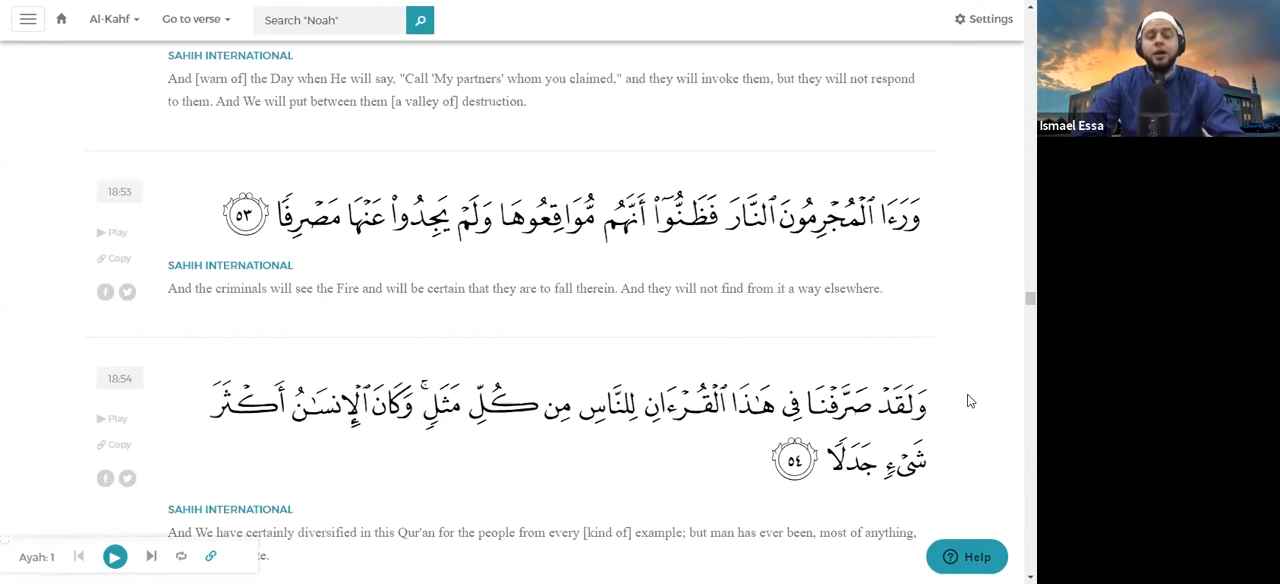 Al-Kahf
Go to verse
Search "Noah"
Settings
SAHIH INTERNATIONAL
And [warn of] the Day when He will say, "Call 'My partners' whom you claimed," and they will invoke them, but they will not respond
to them. And We will put between them [a valley of] destruction.
Ismael Essa
18:53
وَرَءَا ٱلْمُجْرِمُونَ ٱلنَّارَ فَظَنُّوٓا۟ أَنَّهُم مُّوَاقِعُوهَا وَلَمْ يَجِدُوا۟ عَنْهَا مَصْرِفًا ٥٣
Play
Copy
SAHIH INTERNATIONAL
And the criminals will see the Fire and will be certain that they are to fall therein. And they will not find from it a way elsewhere.
18:54
وَلَقَدْ صَرَّفْنَا فِى هَٰذَا ٱلْقُرْءَانِ لِلنَّاسِ مِن كُلِّ مَثَلٍ ۚ وَكَانَ ٱلْإِنسَٰنُ أَكْثَرَ
شَىْءٍ جَدَلًا ٥٤
Play
Copy
SAHIH INTERNATIONAL
And We have certainly diversified in this Qur'an for the people from every [kind of] example; but man has ever been, most of anything,
te.
Ayah: 1
Help